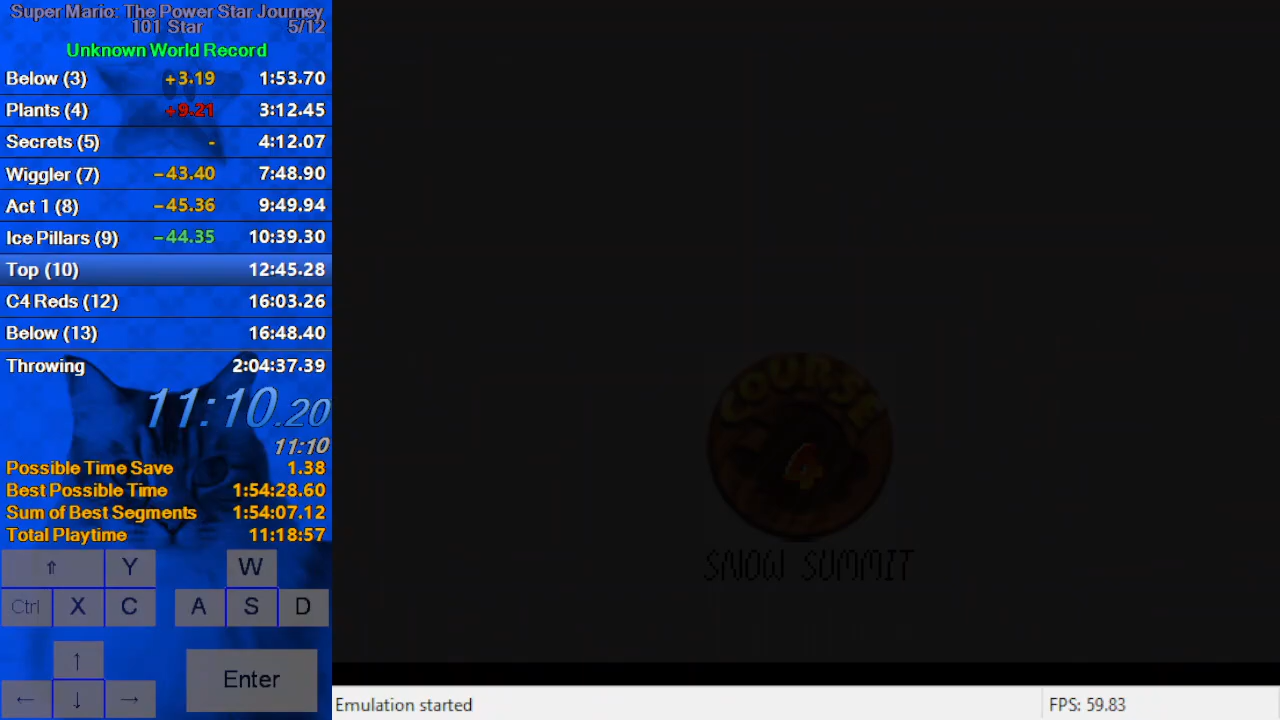 Super Mario: The Power Star Journey
101 Star 5/12
Unknown World Record
Below (3) +3.19 1:53.70
Plants (4) +9.21 3:12.45
Secrets (5) - 4:12.07
Wiggler (7) −43.40 7:48.90
Act 1 (8) −45.36 9:49.94
Ice Pillars (9) −44.35 10:39.30
Top (10) 12:45.28
C4 Reds (12) 16:03.26
Below (13) 16:48.40
Throwing 2:04:37.39
11:10.20
11:10
Possible Time Save 1.38
Best Possible Time 1:54:28.60
Sum of Best Segments 1:54:07.12
Total Playtime 11:18:57
⇑ Y W
Ctrl X C A S D
↑
← ↓ → Enter
COURSE
4
SNOW SUMMIT
Emulation started FPS: 59.83